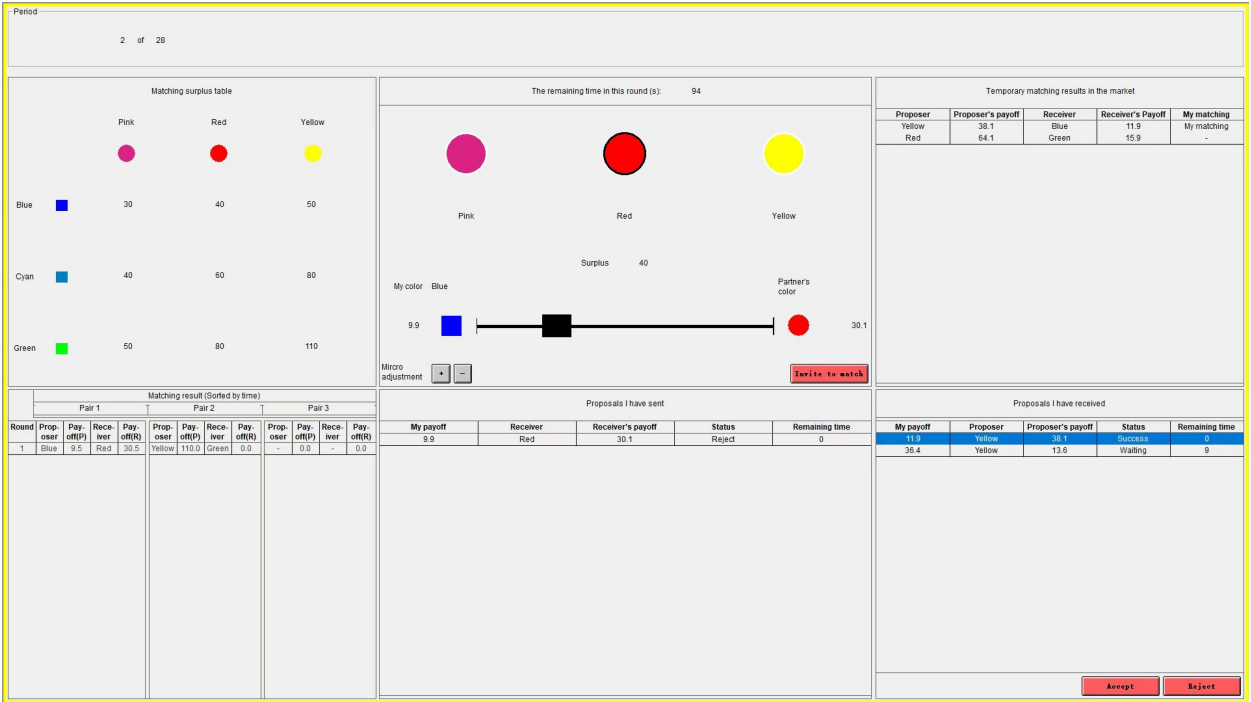 Period
2 of 28
Matching surplus table
Pink Red Yellow
Blue 30 40 50
Cyan 40 60 80
Green 50 80 110
The remaining time in this round (s): 94
Pink Red Yellow
Surplus 40
My color Blue
Partner's
color
9.9 30.1
Mircro
adjustment + -
Invite to match
Temporary matching results in the market
Proposer Proposer's payoff Receiver Receiver's Payoff My matching
Yellow 38.1 Blue 11.9 My matching
Red 64.1 Green 15.9 -
Matching result (Sorted by time)
Pair 1 Pair 2 Pair 3
Round Prop- Pay- Rece- Pay- Prop- Pay- Rece- Pay- Prop- Pay- Rece- Pay-
oser off(P) iver off(R) oser off(P) iver off(R) oser off(P) iver off(R)
1 Blue 9.5 Red 30.5 Yellow 110.0 Green 0.0 - 0.0 - 0.0
Proposals I have sent
My payoff Receiver Receiver's payoff Status Remaining time
9.9 Red 30.1 Reject 0
Proposals I have received
My payoff Proposer Proposer's payoff Status Remaining time
11.9 Yellow 38.1 Success 0
36.4 Yellow 13.6 Waiting 9
Accept Reject